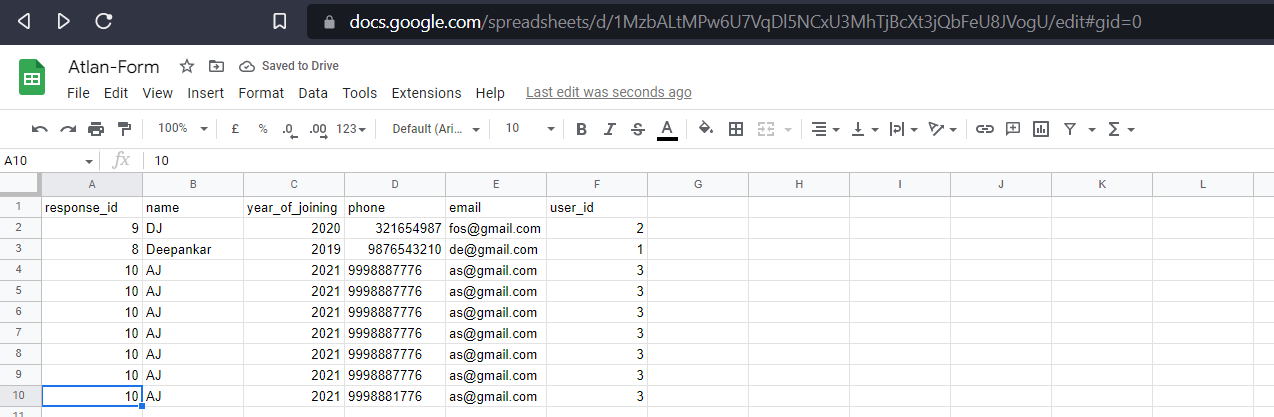 docs.google.com/spreadsheets/d/1MzbALtMPw6U7VqDl5NCxU3MhTjBcXt3jQbFeU8JVogU/edit#gid=0
Atlan-Form Saved to Drive
File Edit View Insert Format Data Tools Extensions Help Last edit was seconds ago
100% £ % .0 .00 123 Default (Ari... 10 B I S A
A10 fx 10
A B C D E F G H I J K L
1 response_id name year_of_joining phone email user_id
2 9 DJ 2020 321654987 fos@gmail.com 2
3 8 Deepankar 2019 9876543210 de@gmail.com 1
4 10 AJ 2021 9998887776 as@gmail.com 3
5 10 AJ 2021 9998887776 as@gmail.com 3
6 10 AJ 2021 9998887776 as@gmail.com 3
7 10 AJ 2021 9998887776 as@gmail.com 3
8 10 AJ 2021 9998887776 as@gmail.com 3
9 10 AJ 2021 9998887776 as@gmail.com 3
10 10 AJ 2021 9998881776 as@gmail.com 3
11